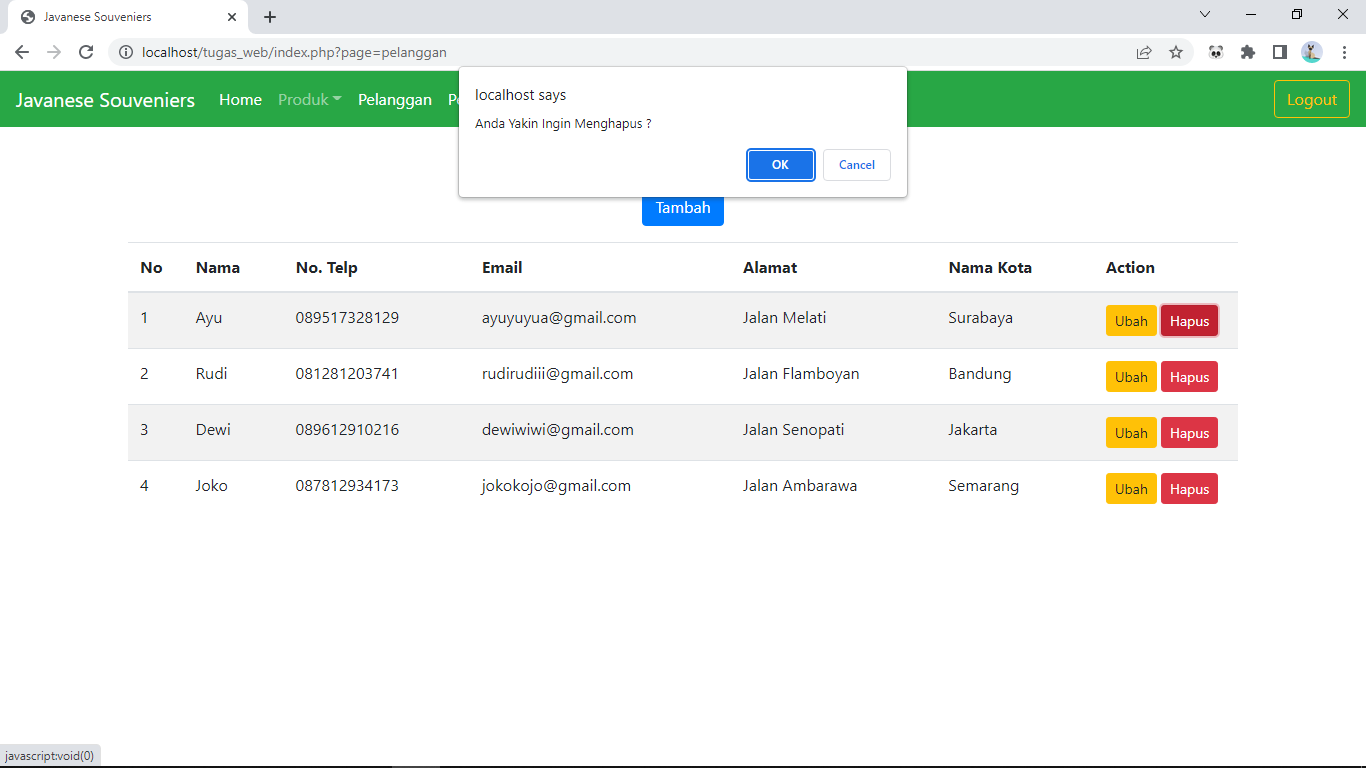 Javanese Souveniers
localhost/tugas_web/index.php?page=pelanggan
Javanese Souveniers Home Produk Pelanggan Logout
localhost says
Anda Yakin Ingin Menghapus ?
OK Cancel
Tambah
No Nama No. Telp Email Alamat Nama Kota Action
1 Ayu 089517328129 ayuyuyua@gmail.com Jalan Melati Surabaya Ubah Hapus
2 Rudi 081281203741 rudirudiii@gmail.com Jalan Flamboyan Bandung Ubah Hapus
3 Dewi 089612910216 dewiwiwi@gmail.com Jalan Senopati Jakarta Ubah Hapus
4 Joko 087812934173 jokokojo@gmail.com Jalan Ambarawa Semarang Ubah Hapus
javascript:void(0)